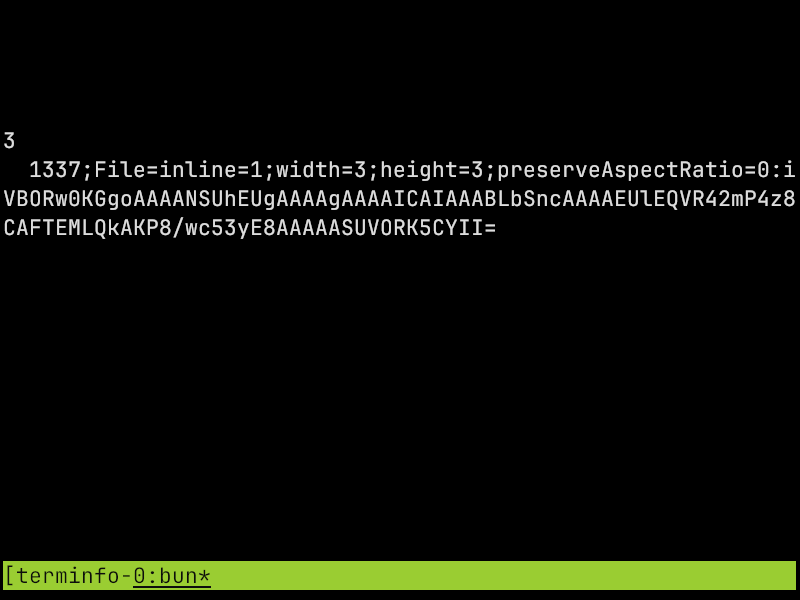 3
  1337;File=inline=1;width=3;height=3;preserveAspectRatio=0:i
VBORw0KGgoAAAANSUhEUgAAAAgAAAAICAIAAABLbSncAAAAEUlEQVR42mP4z8
CAFTEMLQkAKP8/wc53yE8AAAAASUVORK5CYII=
[terminfo-0:bun*